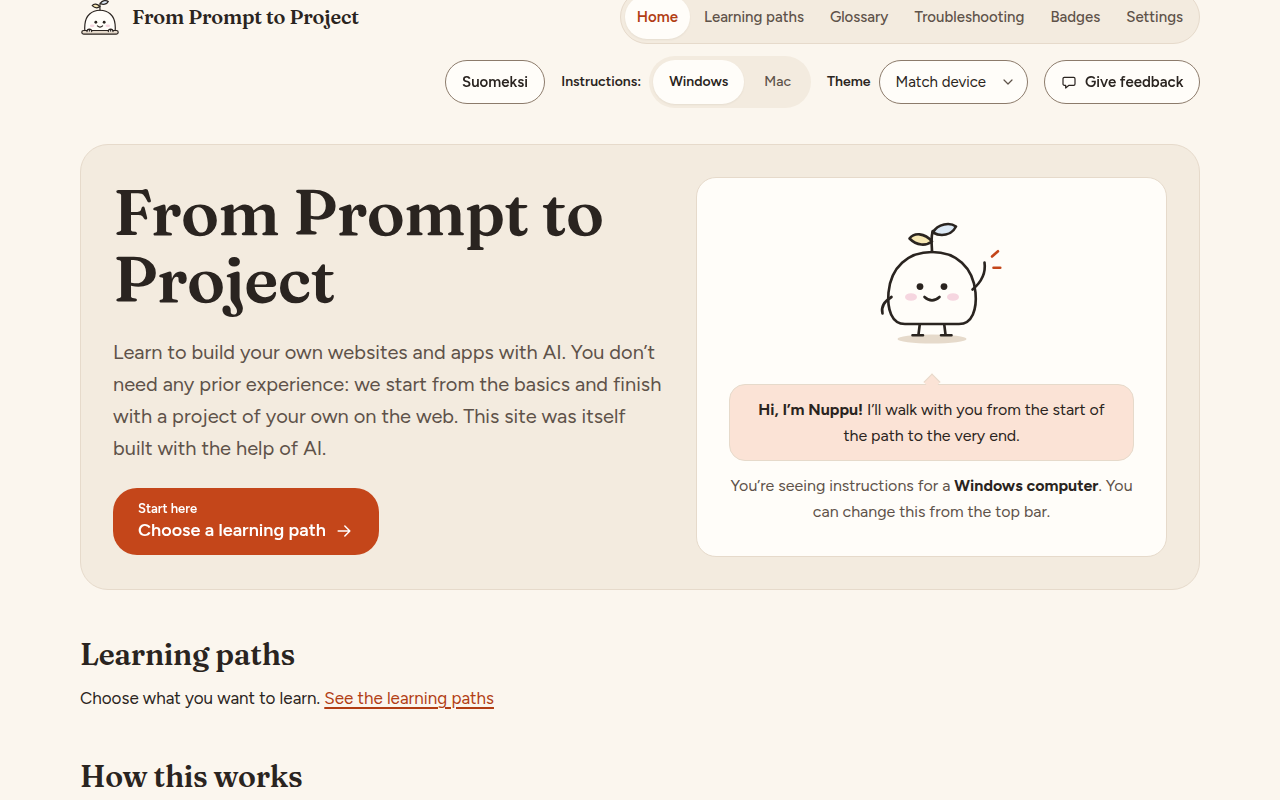 From Prompt to Project
Home
Learning paths
Glossary
Troubleshooting
Badges
Settings
Suomeksi
Instructions:
Windows
Mac
Theme
Match device
Give feedback
From Prompt to
Project
Learn to build your own websites and apps with AI. You don’t
need any prior experience: we start from the basics and finish
with a project of your own on the web. This site was itself
built with the help of AI.
Start here
Choose a learning path →
Hi, I’m Nuppu! I’ll walk with you from the start of
the path to the very end.
You’re seeing instructions for a Windows computer. You
can change this from the top bar.
Learning paths
Choose what you want to learn. See the learning paths
How this works